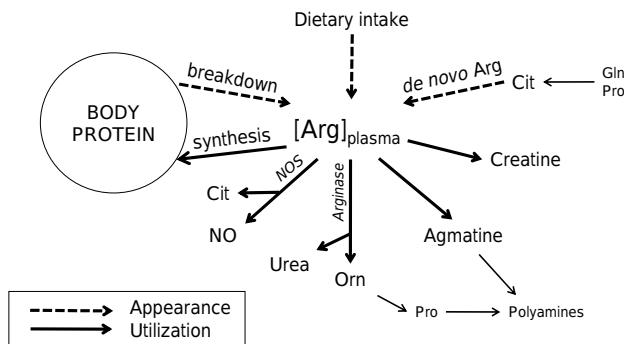 Dietary intake
breakdown
de novo Arg
Cit
Gln
Pro
BODY
PROTEIN
synthesis
[Arg]plasma
Creatine
NOS
Arginase
Cit
NO
Agmatine
Urea
Orn
Pro
Polyamines
Appearance
Utilization